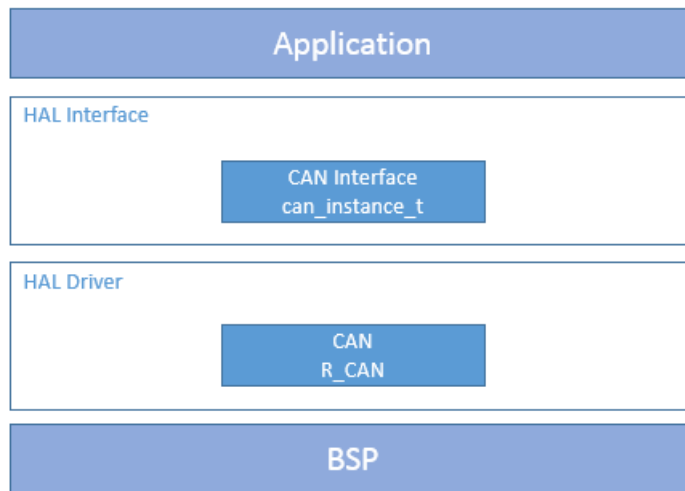 Application
HAL Interface
CAN Interface
can_instance_t
HAL Driver
CAN
R_CAN
BSP